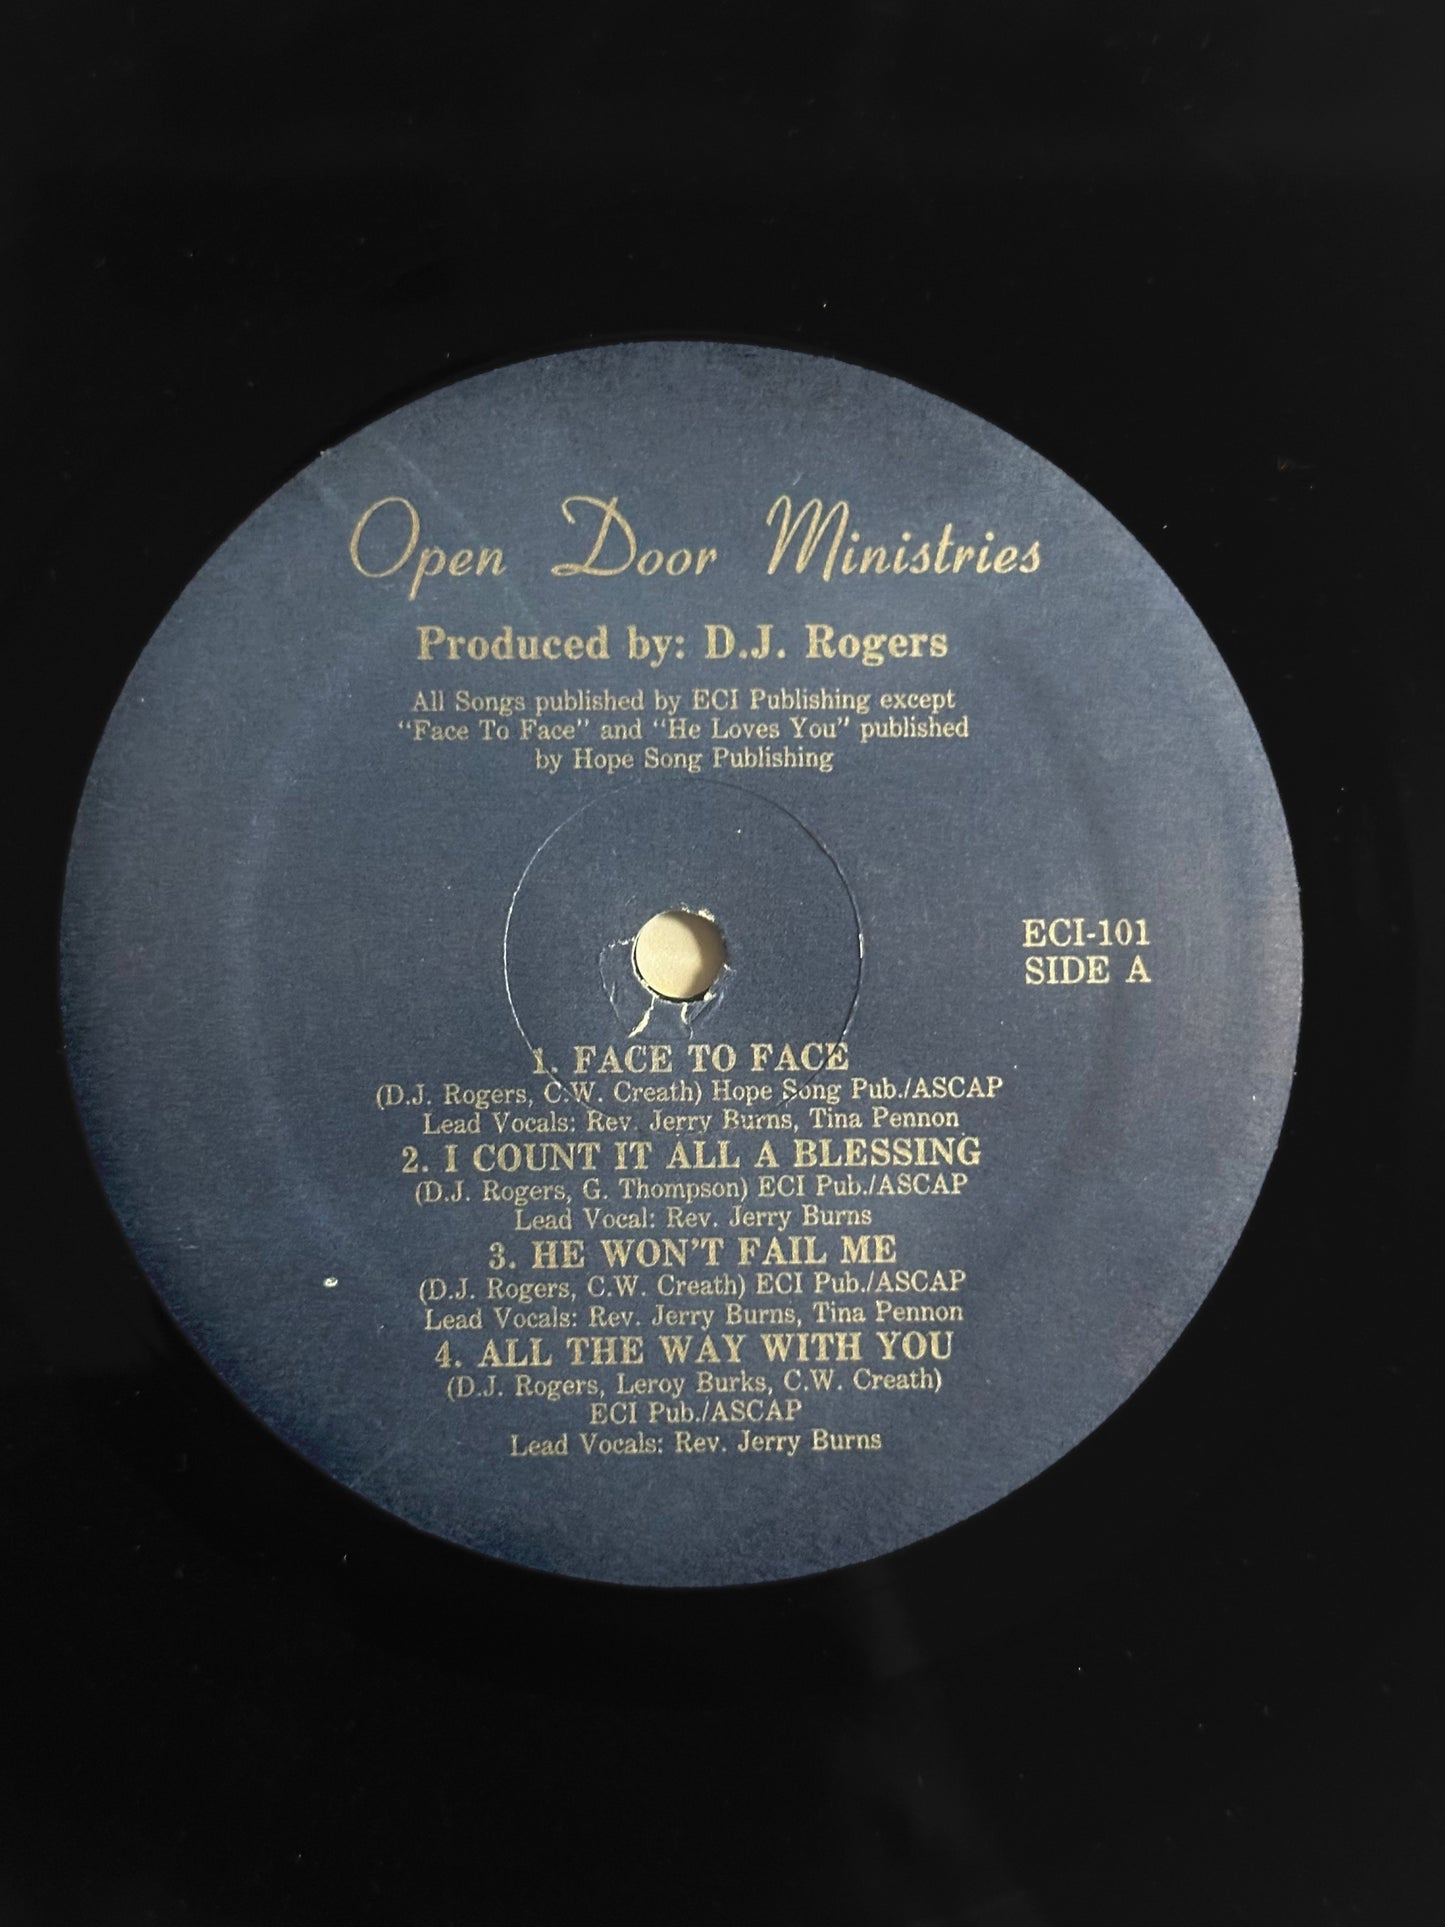 Open Door Ministries
Produced by: D.J. Rogers
All Songs published by ECI Publishing except
"Face To Face" and "He Loves You" published
by Hope Song Publishing
ECI-101
SIDE A
1. FACE TO FACE
(D.J. Rogers, C.W. Creath) Hope Song Pub./ASCAP
Lead Vocals: Rev. Jerry Burns, Tina Pennon
2. I COUNT IT ALL A BLESSING
(D.J. Rogers, G. Thompson) ECI Pub./ASCAP
Lead Vocal: Rev. Jerry Burns
3. HE WON'T FAIL ME
(D.J. Rogers, C.W. Creath) ECI Pub./ASCAP
Lead Vocals: Rev. Jerry Burns, Tina Pennon
4. ALL THE WAY WITH YOU
(D.J. Rogers, Leroy Burks, C.W. Creath)
ECI Pub./ASCAP
Lead Vocals: Rev. Jerry Burns